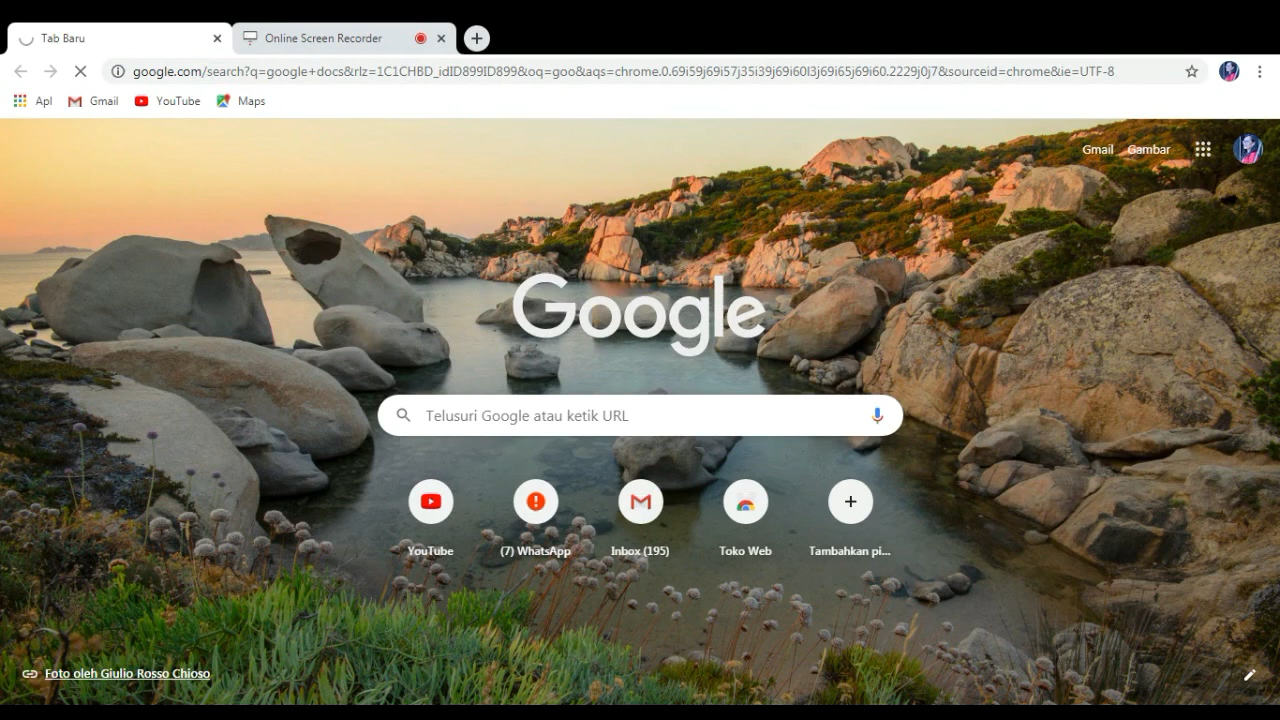 Tab Baru
Online Screen Recorder
google.com/search?q=google+docs&rlz=1C1CHBD_idID899ID899&oq=goo&aqs=chrome.0.69i59j69i57j35i39j69i60l3j69i65j69i60.2229j0j7&sourceid=chrome&ie=UTF-8
Apl Gmail YouTube Maps
Gmail Gambar
Google
Telusuri Google atau ketik URL
YouTube (7) WhatsApp Inbox (195) Toko Web Tambahkan pi...
Foto oleh Giulio Rosso Chioso